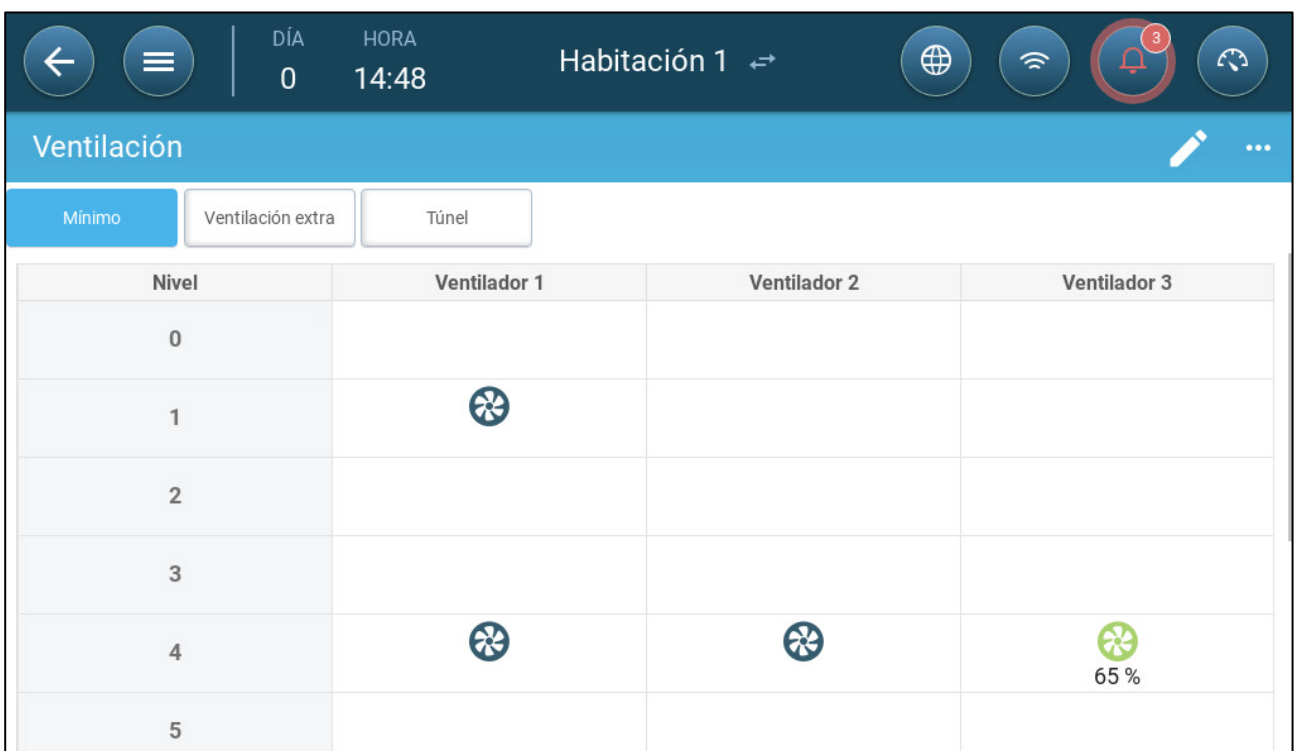 DÍA HORA
0 14:48 Habitación 1 3
Ventilación
Mínimo Ventilación extra Túnel
Nivel Ventilador 1 Ventilador 2 Ventilador 3
0
1
2
3
4
65 %
5